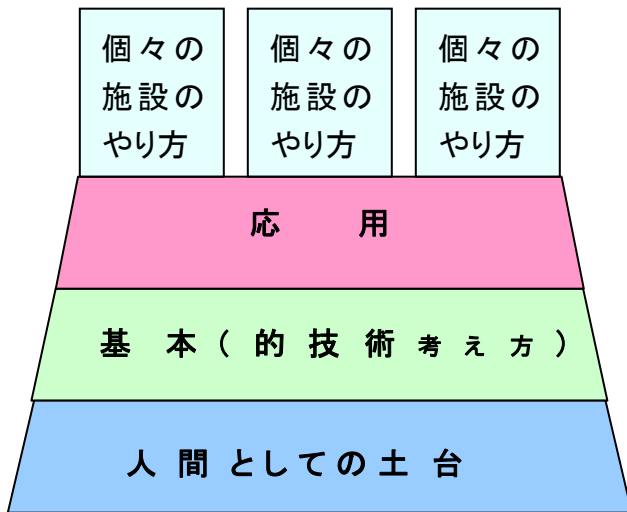 個々の
施設の
やり方
個々の
施設の
やり方
個々の
施設の
やり方
応用
基本(的技術考え方)
人間としての土台